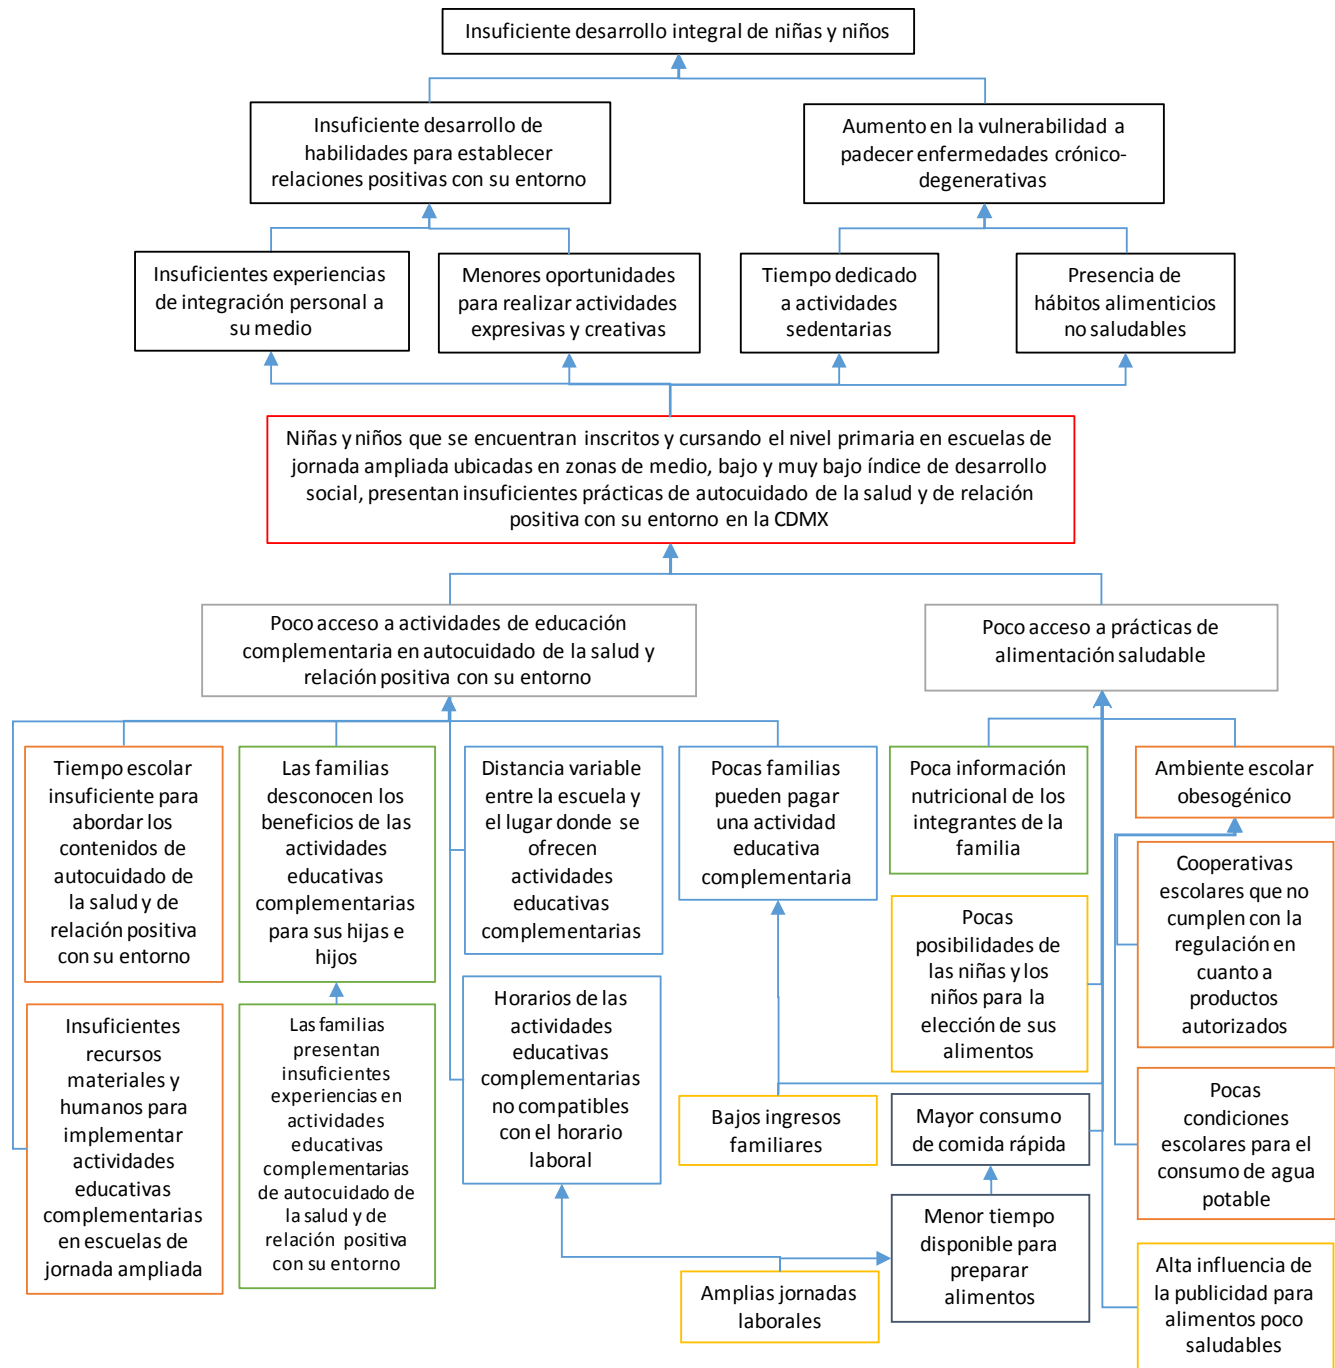 Insuficiente desarrollo integral de niñas y niños
Insuficiente desarrollo de
habilidades para establecer
relaciones positivas con su entorno
Aumento en la vulnerabilidad a
padecer enfermedades crónico-
degenerativas
Insuficientes experiencias
de integración personal a
su medio
Menores oportunidades
para realizar actividades
expresivas y creativas
Tiempo dedicado
a actividades
sedentarias
Presencia de
hábitos alimenticios
no saludables
Niñas y niños que se encuentran inscritos y cursando el nivel primaria en escuelas de
jornada ampliada ubicadas en zonas de medio, bajo y muy bajo índice de desarrollo
social, presentan insuficientes prácticas de autocuidado de la salud y de relación
positiva con su entorno en la CDMX
Poco acceso a actividades de educación
complementaria en autocuidado de la salud y
relación positiva con su entorno
Poco acceso a prácticas de
alimentación saludable
Tiempo escolar
insuficiente para
abordar los
contenidos de
autocuidado de
la salud y de
relación positiva
con su entorno
Las familias
desconocen los
beneficios de las
actividades
educativas
complementarias
para sus hijas e
hijos
Distancia variable
entre la escuela y
el lugar donde se
ofrecen
actividades
educativas
complementarias
Pocas familias
pueden pagar
una actividad
educativa
complementaria
Poca información
nutricional de los
integrantes de la
familia
Ambiente escolar
obesogénico
Cooperativas
escolares que no
cumplen con la
regulación en
cuanto a
productos
autorizados
Pocas
posibilidades de
las niñas y los
niños para la
elección de sus
alimentos
Insuficientes
recursos
materiales y
humanos para
implementar
actividades
educativas
complementarias
en escuelas de
jornada ampliada
Las familias
presentan
insuficientes
experiencias en
actividades
educativas
complementarias
de autocuidado de
la salud y de
relación positiva
con su entorno
Horarios de las
actividades
educativas
complementarias
no compatibles
con el horario
laboral
Bajos ingresos
familiares
Mayor consumo
de comida rápida
Pocas
condiciones
escolares para el
consumo de agua
potable
Menor tiempo
disponible para
preparar
alimentos
Amplias jornadas
laborales
Alta influencia de
la publicidad para
alimentos poco
saludables